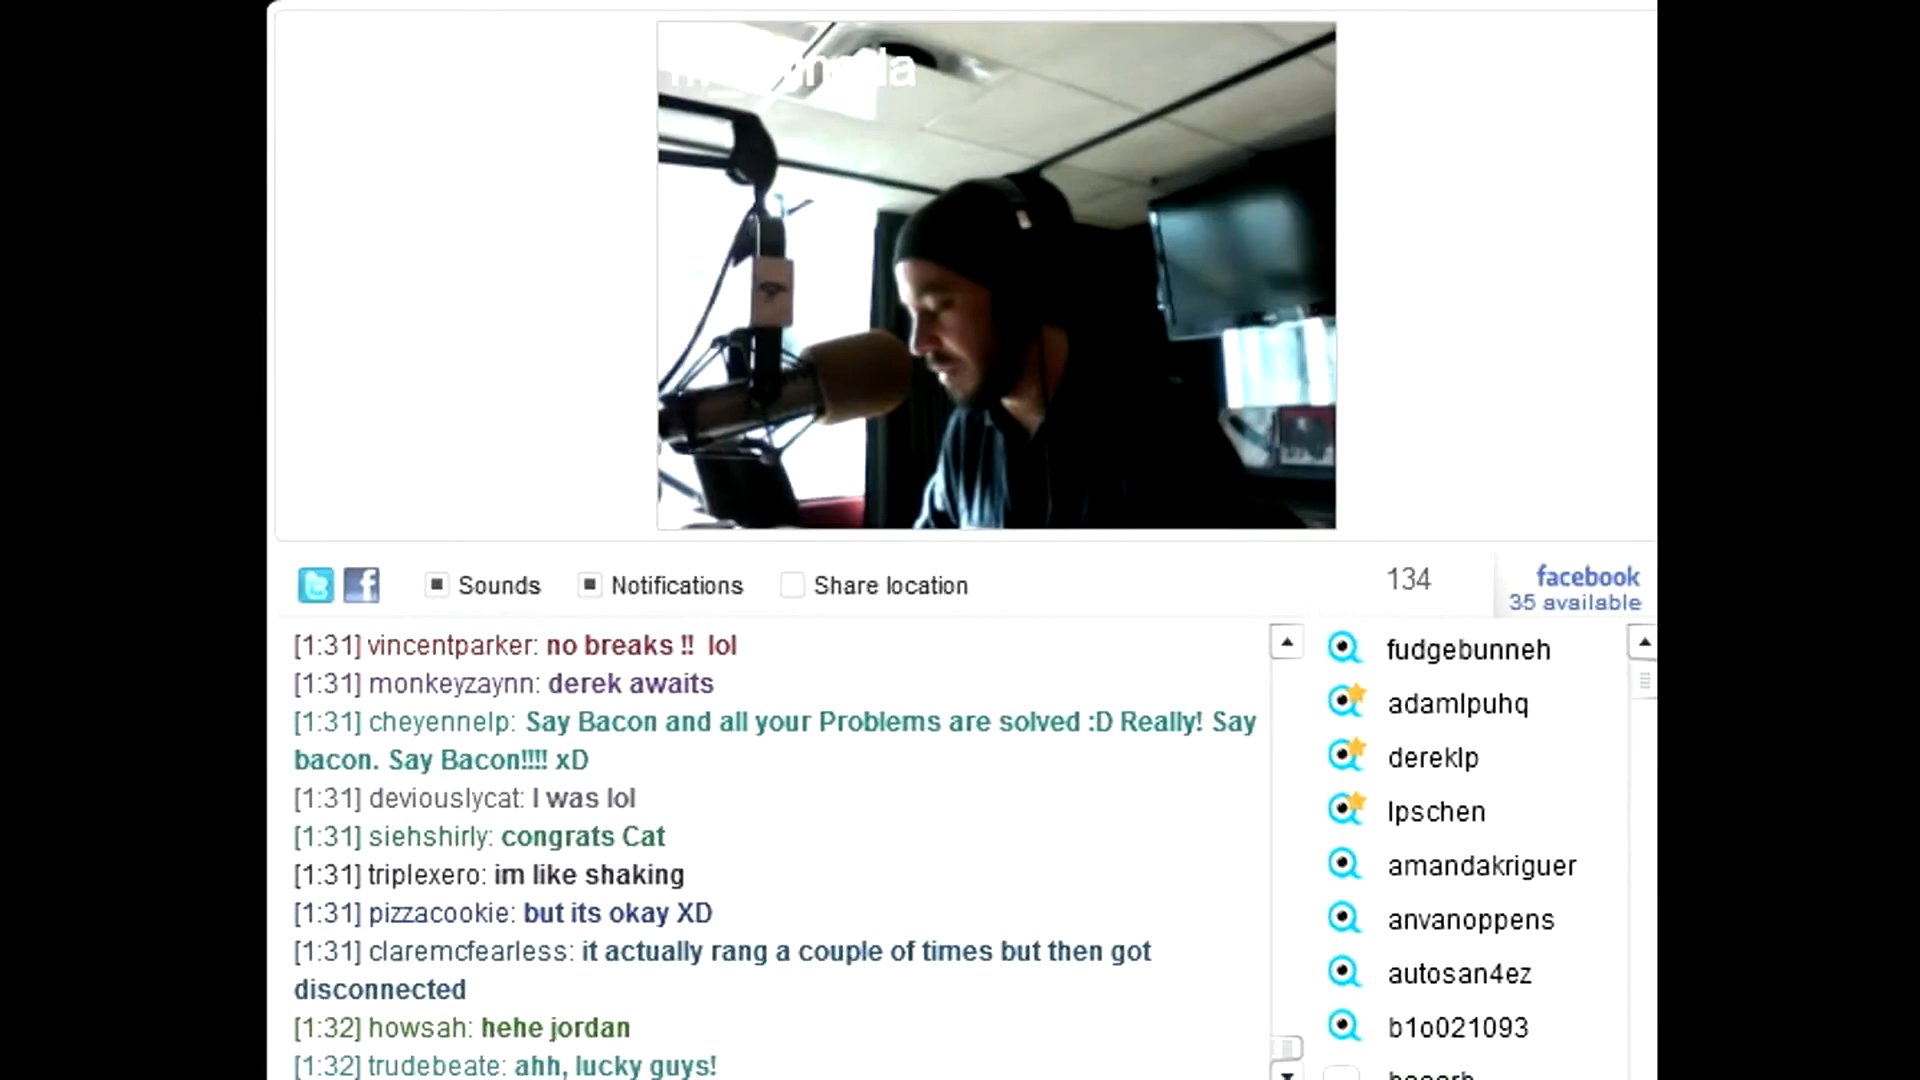 Sounds Notifications Share location 134 facebook
35 available
[1:31] vincentparker: no breaks !! lol
[1:31] monkeyzaynn: derek awaits
[1:31] cheyennelp: Say Bacon and all your Problems are solved :D Really! Say
bacon. Say Bacon!!!! xD
[1:31] deviouslycat: I was lol
[1:31] siehshirly: congrats Cat
[1:31] triplexero: im like shaking
[1:31] pizzacookie: but its okay XD
[1:31] claremcfearless: it actually rang a couple of times but then got
disconnected
[1:32] howsah: hehe jordan
[1:32] trudebeate: ahh, lucky guys!
fudgebunneh
adamlpuhq
dereklp
lpschen
amandakriguer
anvanoppens
autosan4ez
b1o021093